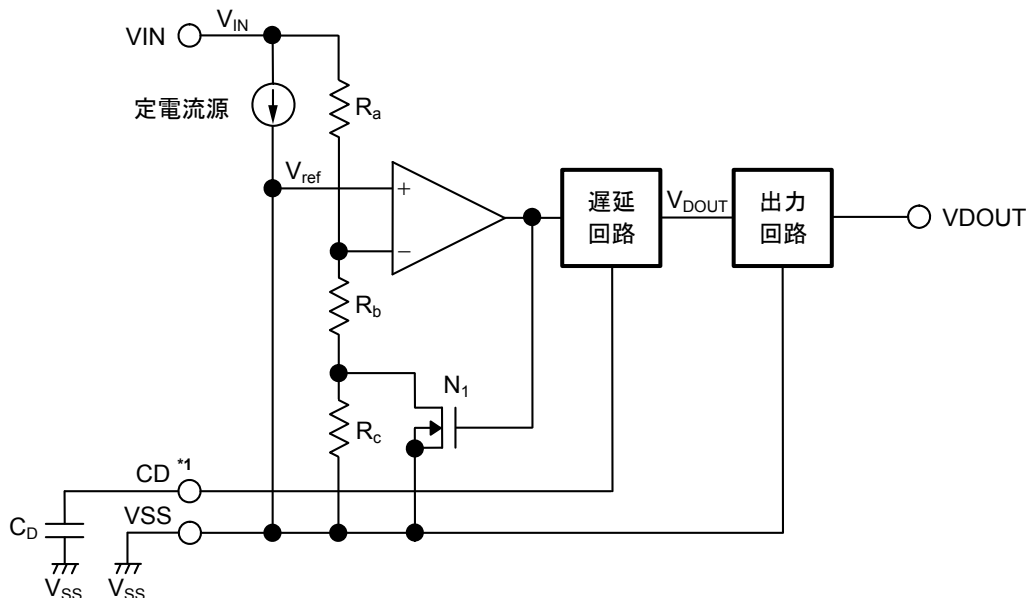 VIN
V_IN
定電流源
R_a
V_ref
+
−
遅延
回路
V_DOUT
出力
回路
VDOUT
R_b
N_1
R_c
CD *1
VSS
C_D
V_SS
V_SS